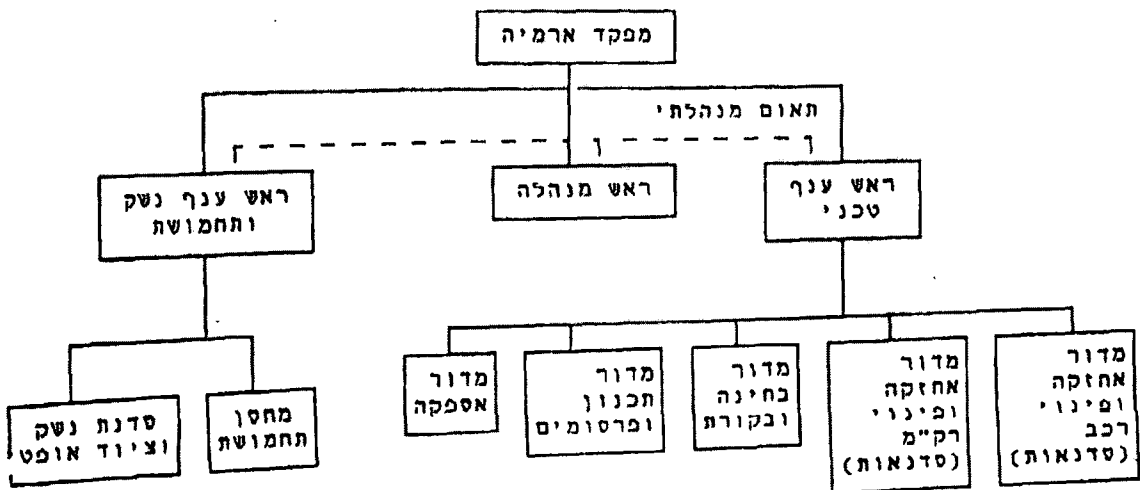 מפקד ארמיה
תאום מנהלתי
ראש ענף
טכני
ראש מנהלה
ראש ענף נשק
ותחמושת
מדור
אחזקה
ופינוי
רכב
(סדנאות)
מדור
אחזקה
ופינוי
רק"מ
(סדנאות)
מדור
בחינה
ובקורת
מדור
תכנון
ופרסומים
מדור
אספקה
מחסן
תחמושת
סדנת נשק
וציוד אופטי